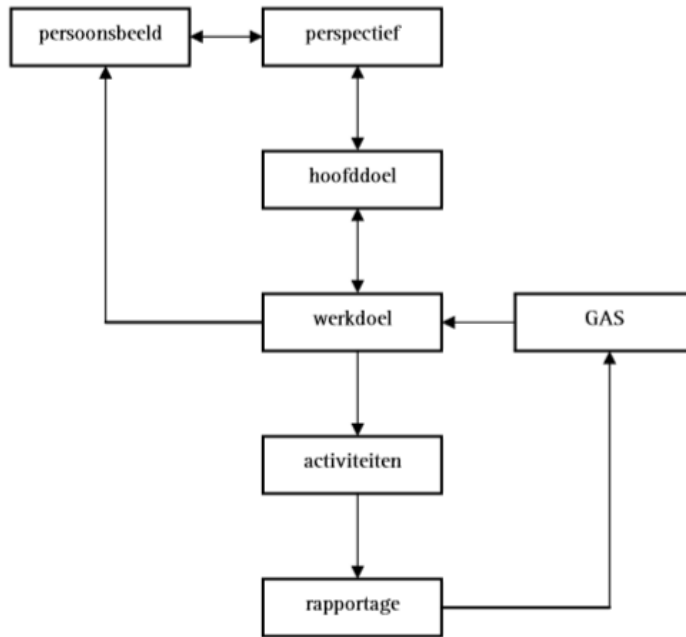 persoonsbeeld
perspectief
hoofddoel
werkdoel
GAS
activiteiten
rapportage